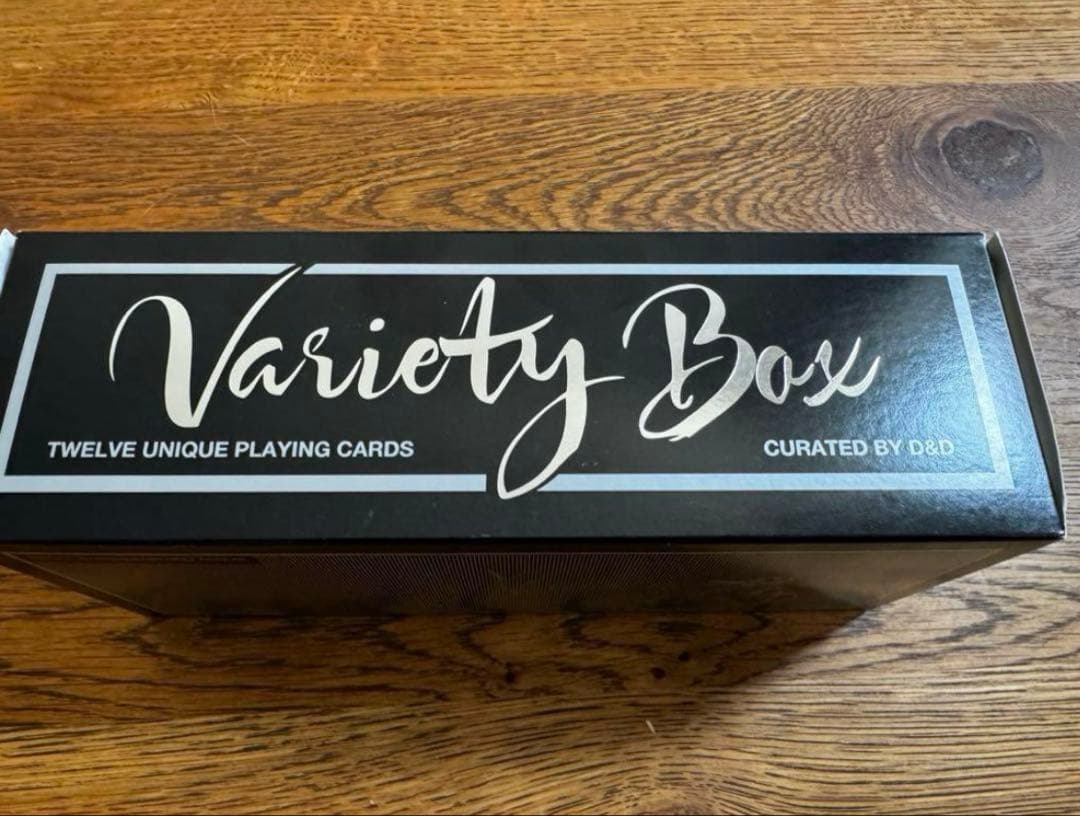 Variety Box
TWELVE UNIQUE PLAYING CARDS
CURATED BY D&D